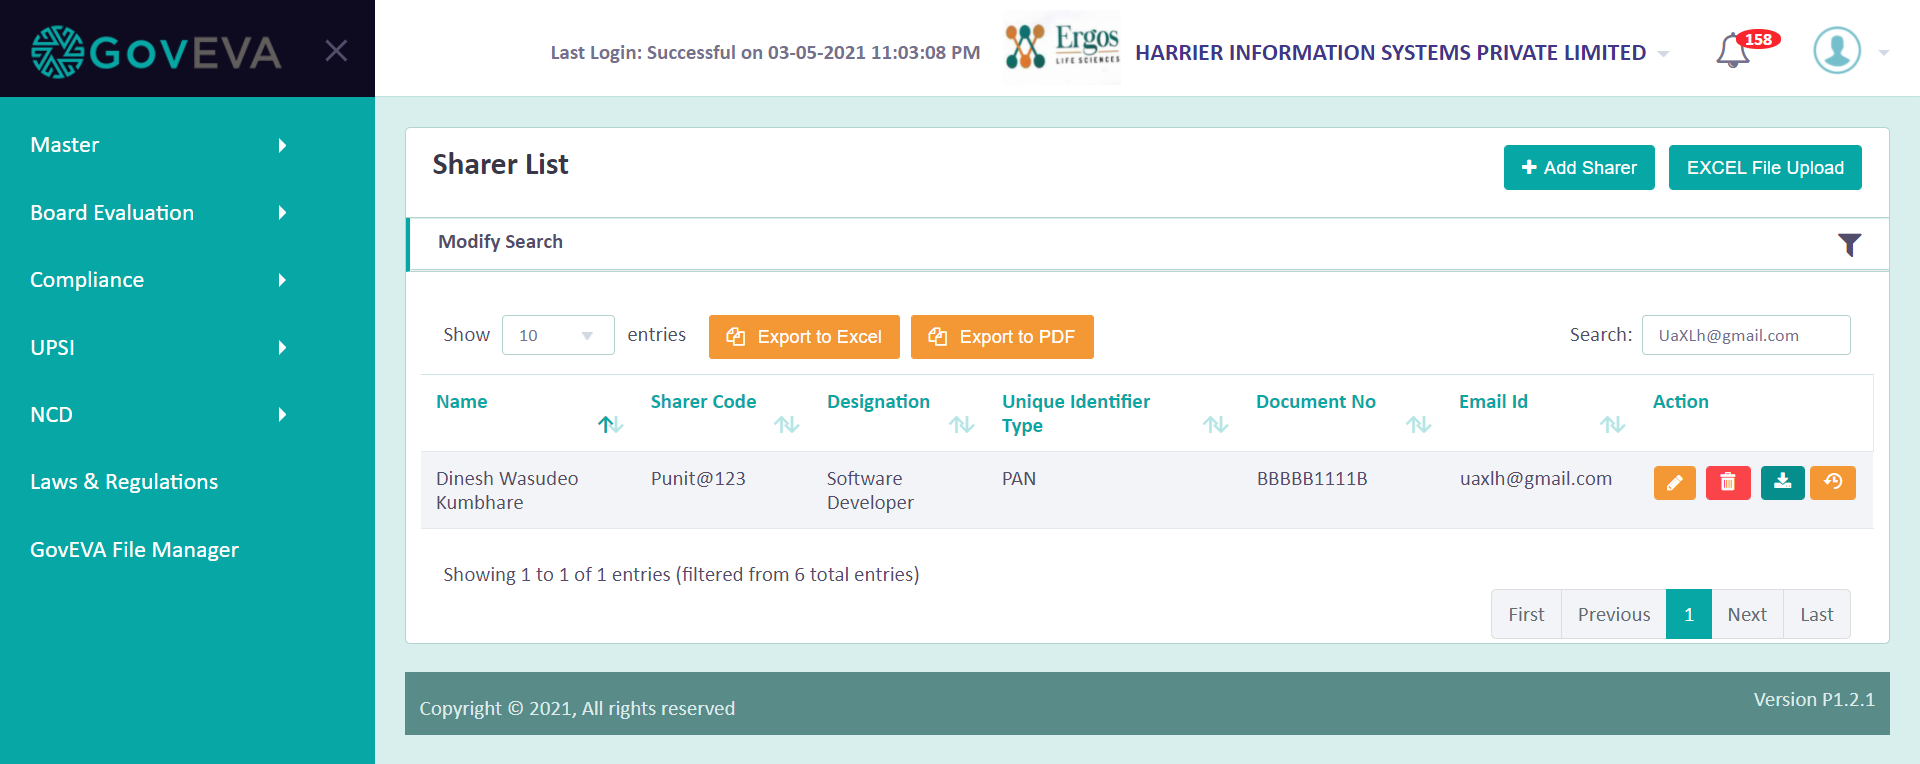 GOVEVA
Last Login: Successful on 03-05-2021 11:03:08 PM
Ergos
LIFE SCIENCES
HARRIER INFORMATION SYSTEMS PRIVATE LIMITED
158
Master
Board Evaluation
Compliance
UPSI
NCD
Laws & Regulations
GovEVA File Manager
Sharer List
Add Sharer
EXCEL File Upload
Modify Search
Show 10 entries
Export to Excel
Export to PDF
Search: UaXLh@gmail.com
Name Sharer Code Designation Unique Identifier Document No Email Id Action
Type
Dinesh Wasudeo Punit@123 Software PAN BBBBB1111B uaxlh@gmail.com
Kumbhare Developer
Showing 1 to 1 of 1 entries (filtered from 6 total entries)
First Previous 1 Next Last
Copyright © 2021, All rights reserved
Version P1.2.1